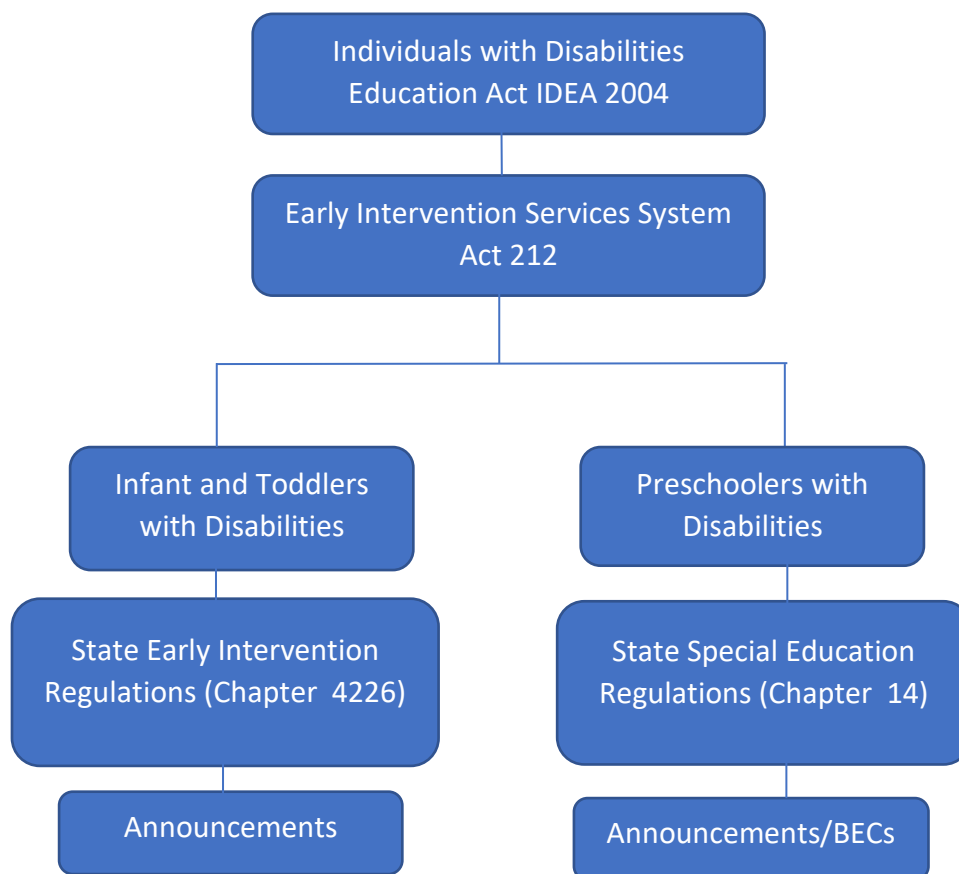 Individuals with Disabilities
Education Act IDEA 2004
Early Intervention Services System
Act 212
Infant and Toddlers
with Disabilities
Preschoolers with
Disabilities
State Early Intervention
Regulations (Chapter 4226)
State Special Education
Regulations (Chapter 14)
Announcements
Announcements/BECs